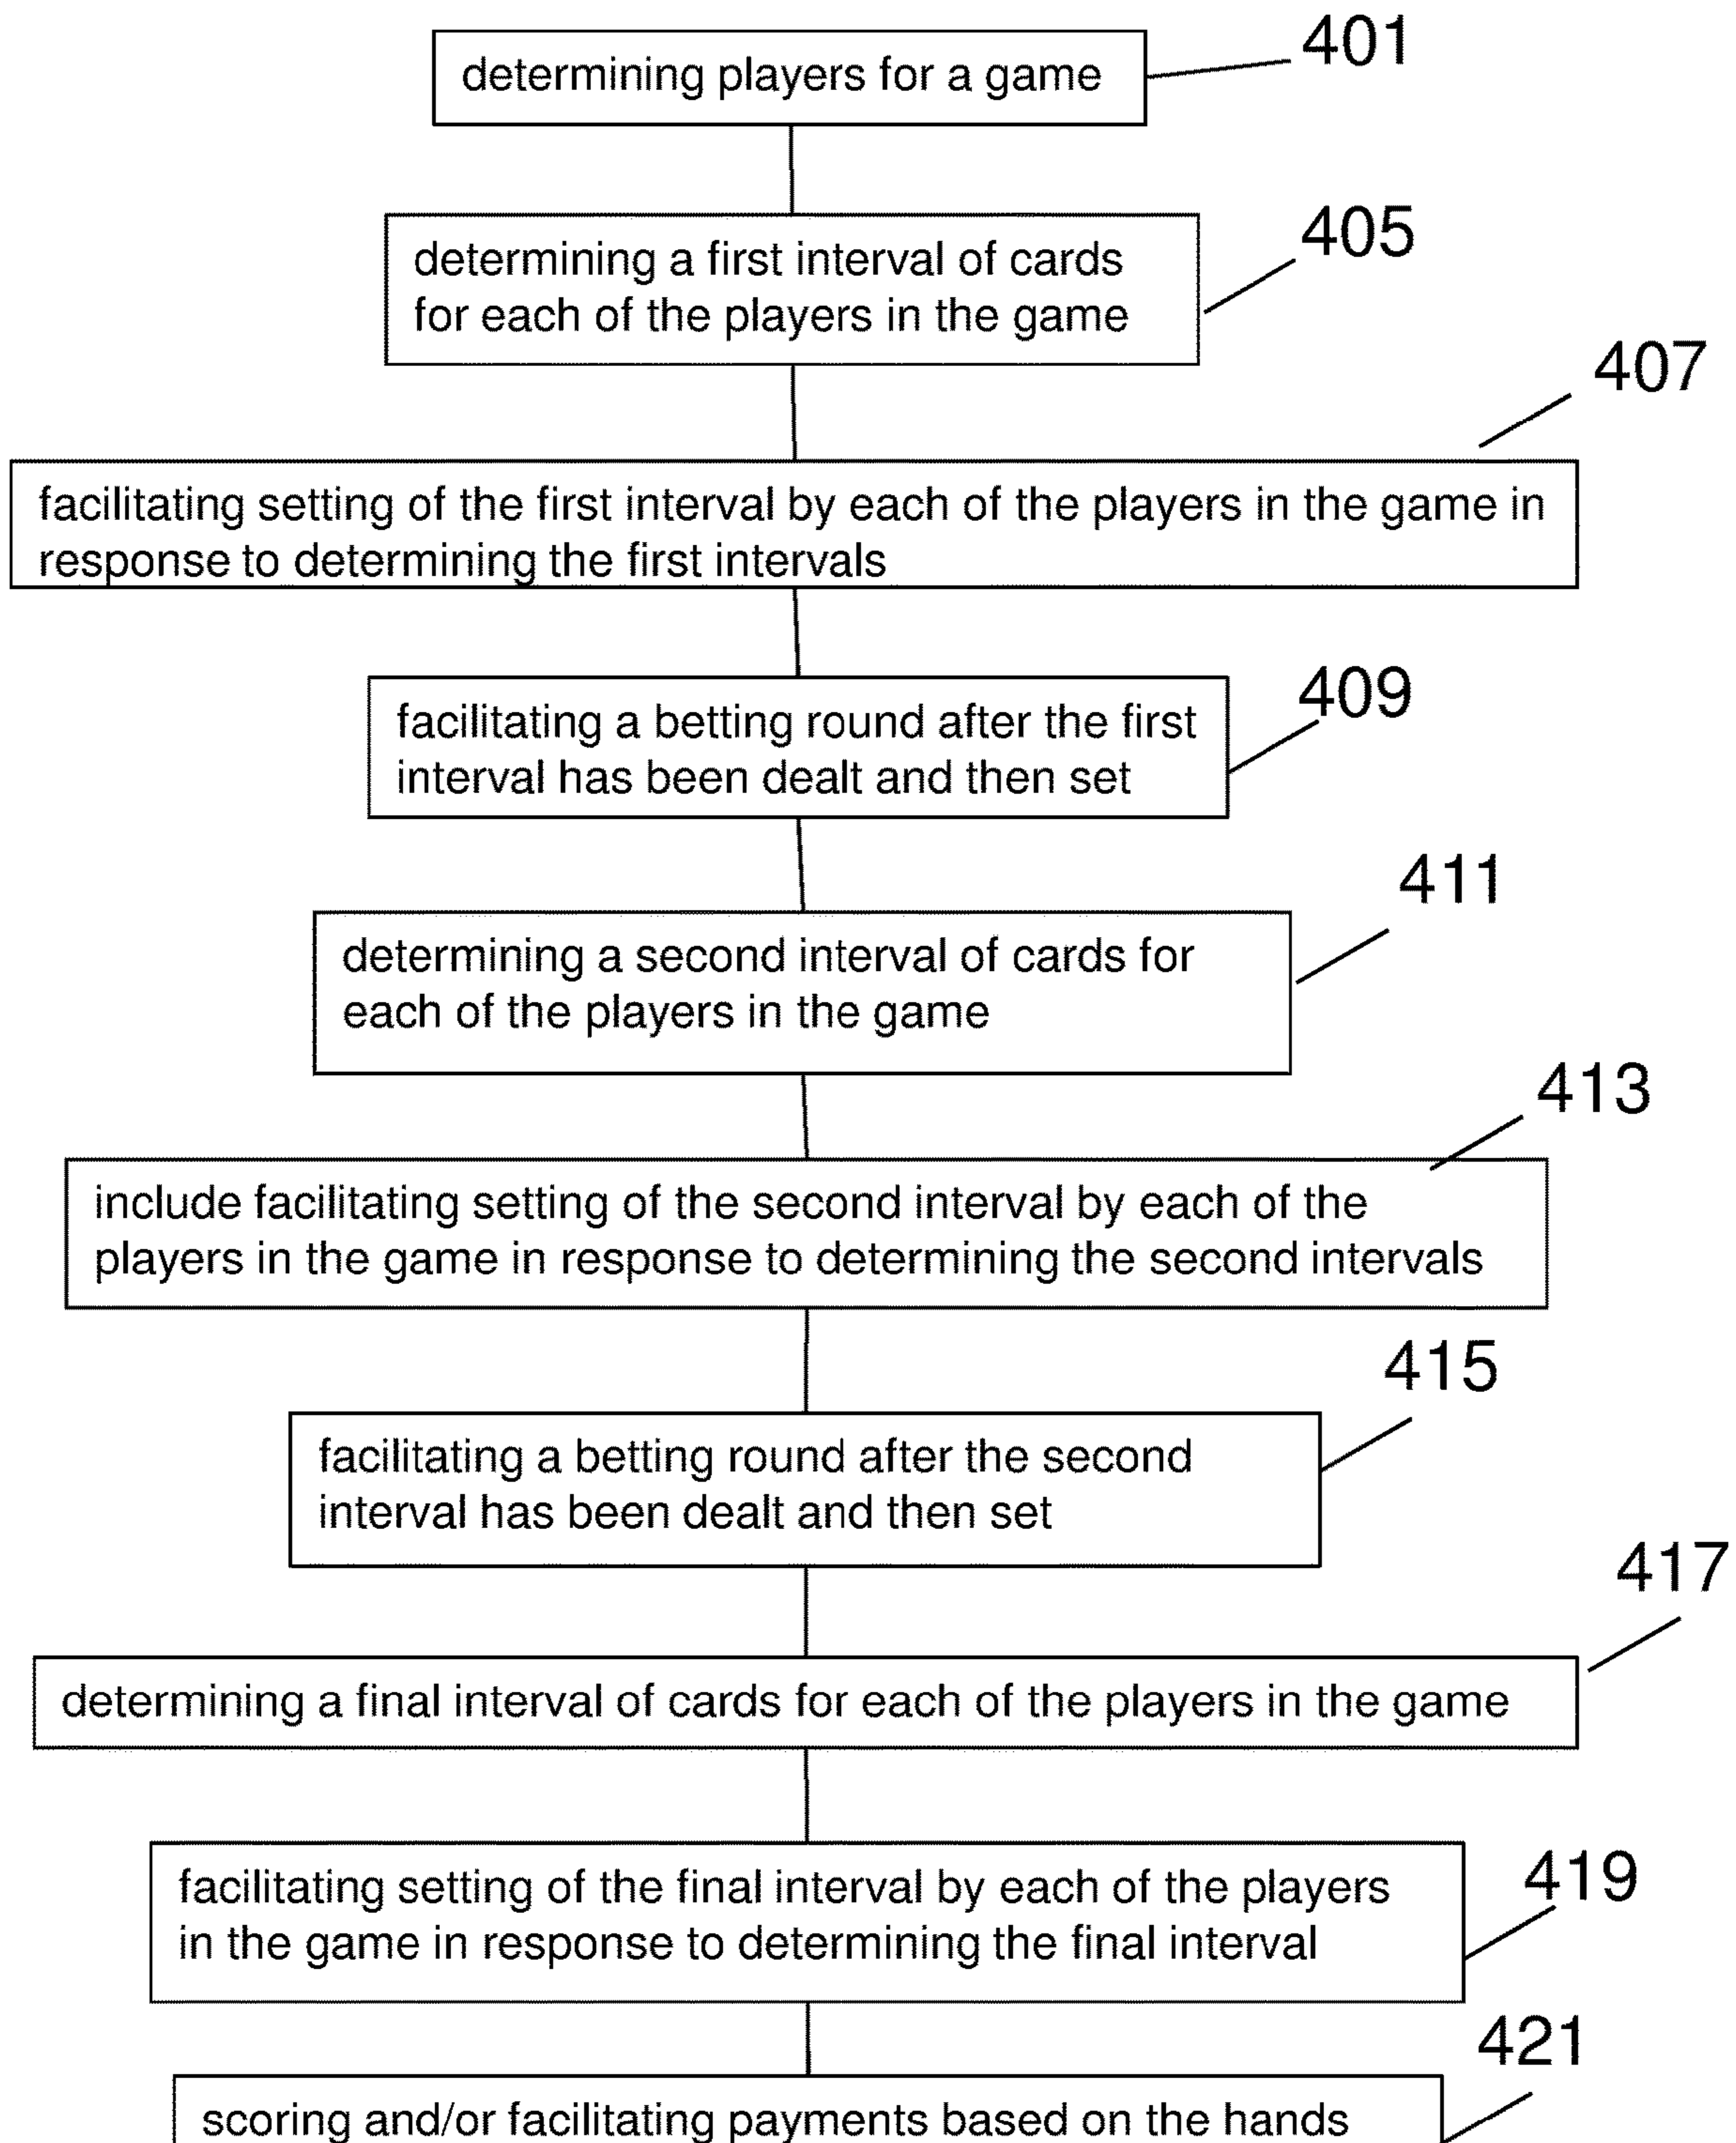 401
determining players for a game
405
determining a first interval of cards
for each of the players in the game
407
facilitating setting of the first interval by each of the players in the game in
response to determining the first intervals
409
facilitating a betting round after the first
interval has been dealt and then set
411
determining a second interval of cards for
each of the players in the game
413
include facilitating setting of the second interval by each of the
players in the game in response to determining the second intervals
415
facilitating a betting round after the second
interval has been dealt and then set
417
determining a final interval of cards for each of the players in the game
419
facilitating setting of the final interval by each of the players
in the game in response to determining the final interval
421
scoring and/or facilitating payments based on the hands